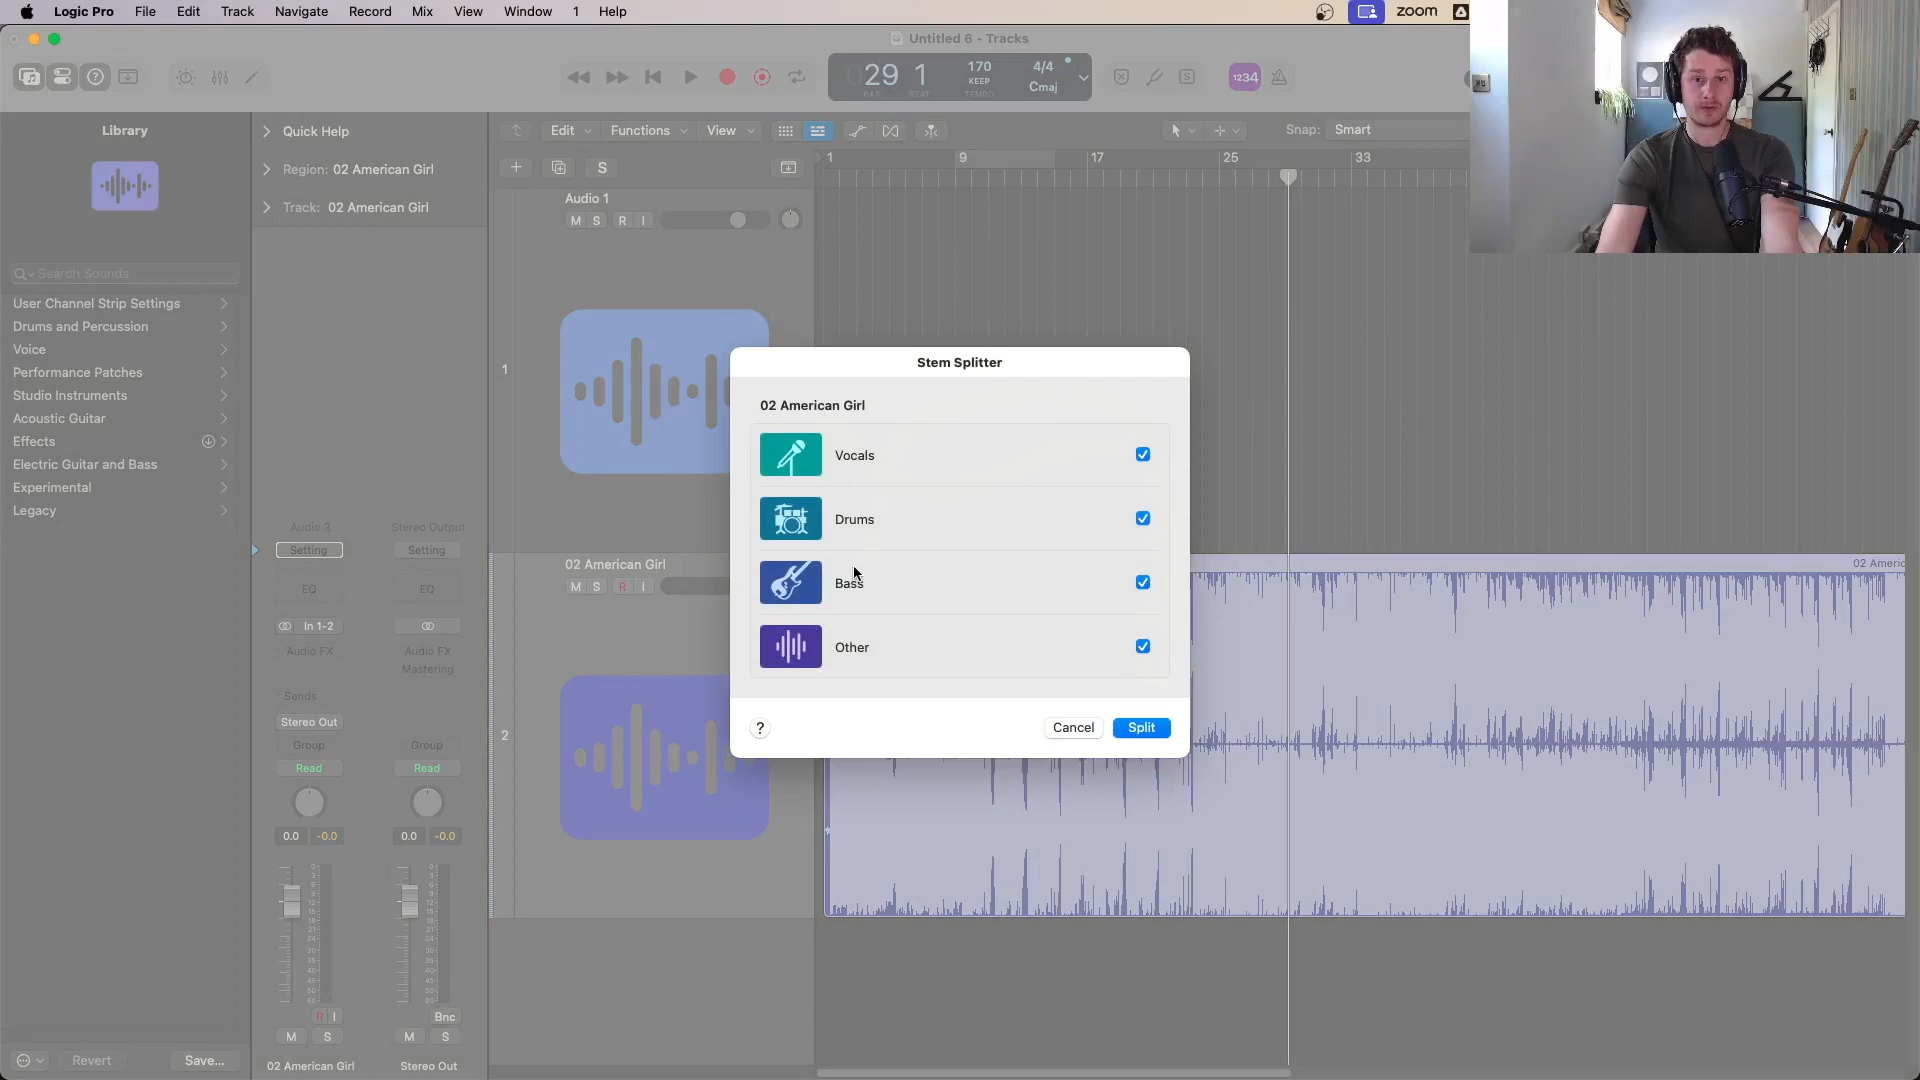 Logic Pro File Edit Track Navigate Record Mix View Window 1 Help
zoom
Untitled 6 - Tracks
29 1
BAR BEAT
170
KEEP
TEMPO
4/4
Cmaj
S
1234
Library
Search Sounds
User Channel Strip Settings
Drums and Percussion
Voice
Performance Patches
Studio Instruments
Acoustic Guitar
Effects
Electric Guitar and Bass
Experimental
Legacy
Revert Save...
Quick Help
Region: 02 American Girl
Track: 02 American Girl
Audio 2 Stereo Output
Setting Setting
EQ EQ
In 1-2
Audio FX Audio FX
Mastering
Sends
Stereo Out
Group Group
Read Read
0.0 -0.0 0.0 -0.0
R I Bnc
M S M S
02 American Girl Stereo Out
Edit Functions View
Snap: Smart
S
1 9 17 25 33
Audio 1
M S R I
1
02 American Girl
M S R I
2
02 Americ
Stem Splitter
02 American Girl
Vocals
Drums
Bass
Other
? Cancel Split